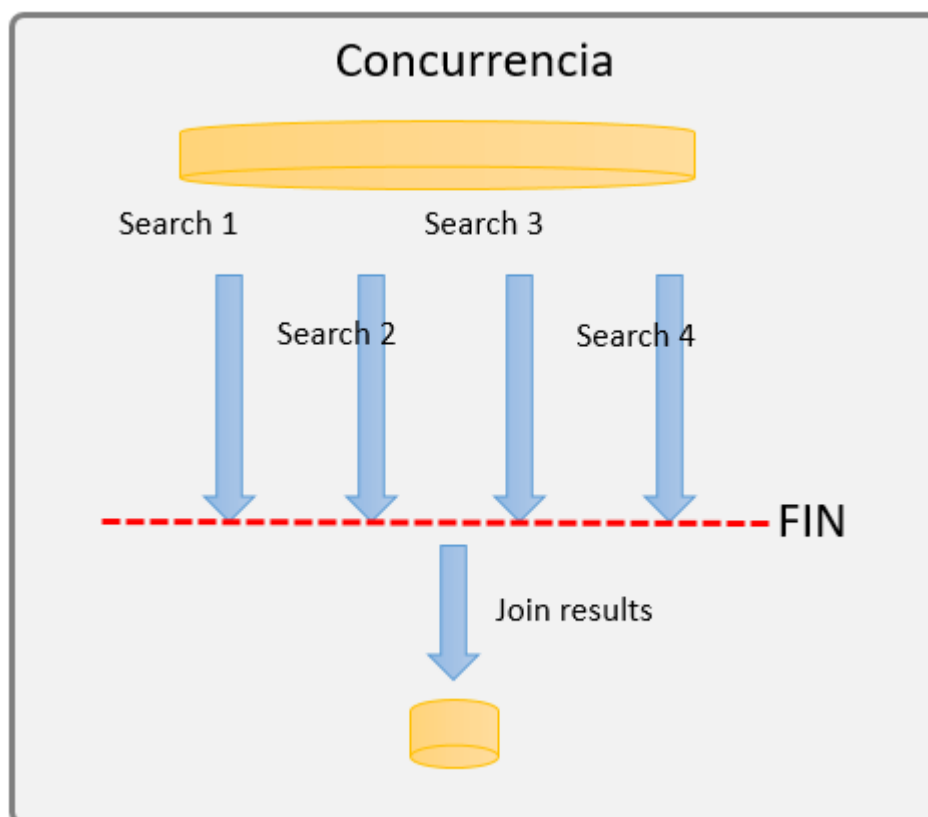 Concurrencia
Search 1
Search 3
Search 2
Search 4
FIN
Join results